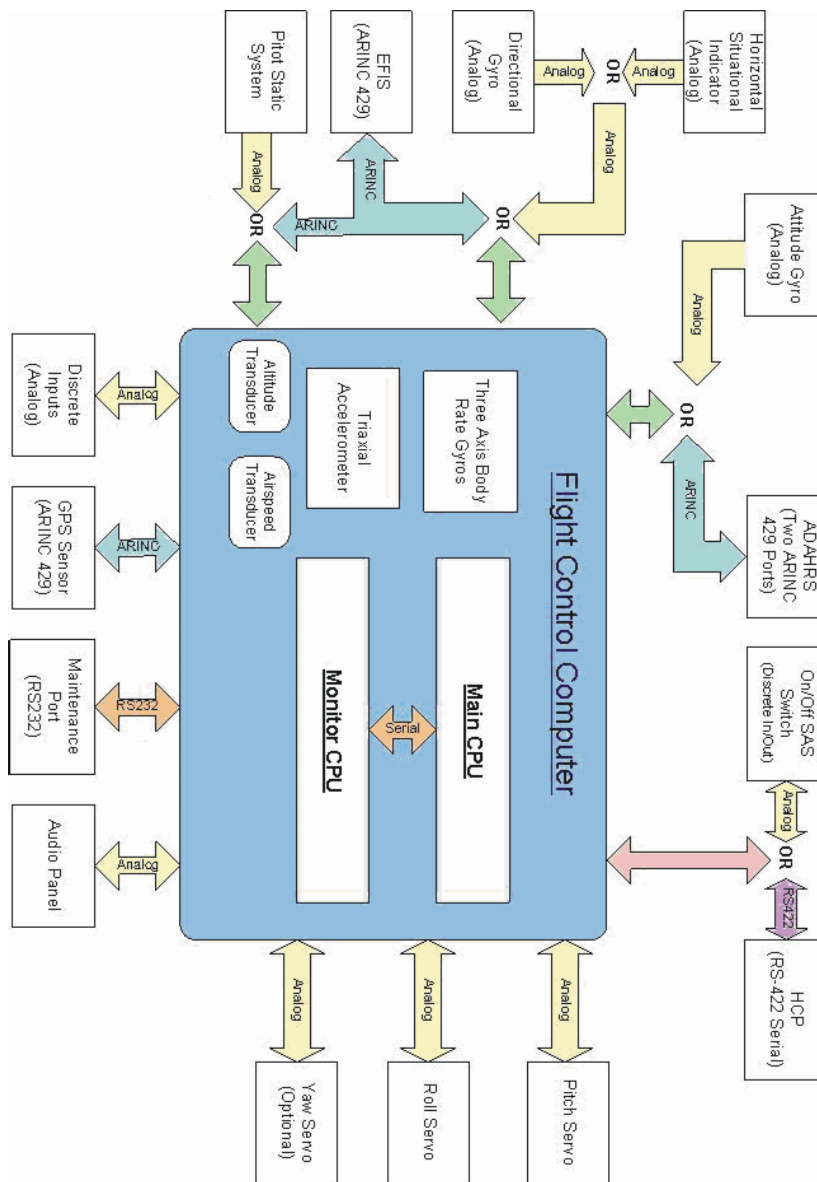 Horizontal
Situational
Indicator
(Analog)
Analog
OR
Analog
Directional
Gyro
(Analog)
Analog
EFIS
(ARINC 429)
ARINC
ARINC
OR
Pitot Static
System
Analog
OR
Attitude Gyro
(Analog)
Analog
OR
ARINC
ADAHRS
(Two ARINC
429 Ports)
On/Off SAS
Switch
(Discrete In/Out)
Analog
OR
RS422
HCP
(RS-422 Serial)
Flight Control Computer
Three Axis Body
Rate Gyros
Triaxial
Accelerometer
Altitude
Transducer
Airspeed
Transducer
Main CPU
Serial
Monitor CPU
Analog
Pitch Servo
Analog
Roll Servo
Analog
Yaw Servo
(Optional)
Analog
Discrete
Inputs
(Analog)
ARINC
GPS Sensor
(ARINC 429)
RS232
Maintenance
Port
(RS232)
Analog
Audio Panel